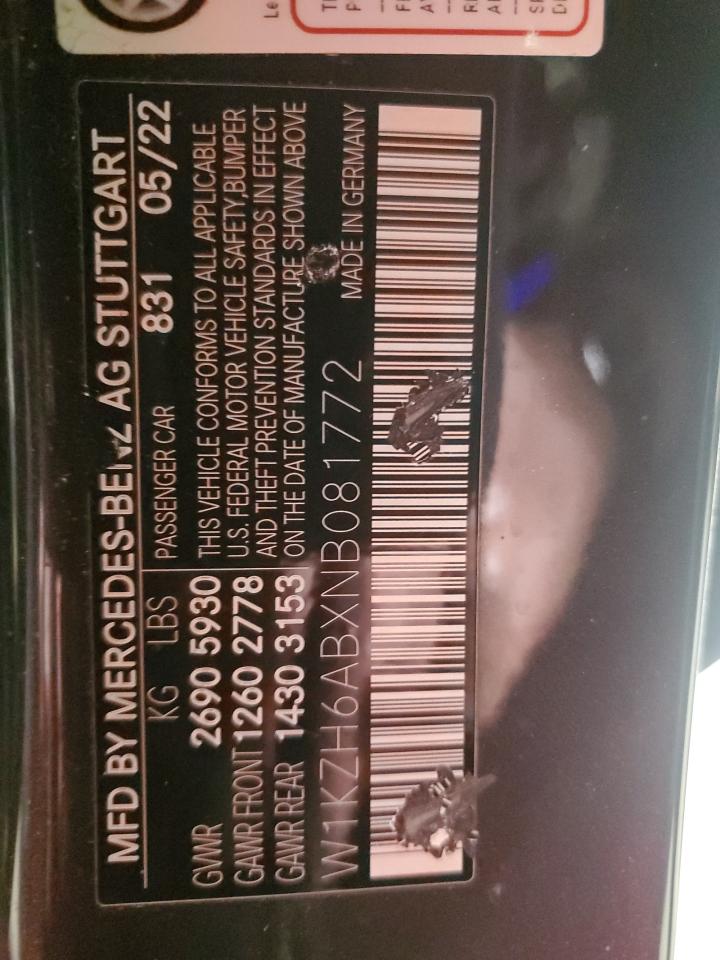 MFD BY MERCEDES-BENZ AG STUTTGART
KG LBS PASSENGER CAR 831 05/22
GVWR 2690 5930 THIS VEHICLE CONFORMS TO ALL APPLICABLE
GAWR FRONT 1260 2778 U.S. FEDERAL MOTOR VEHICLE SAFETY,BUMPER
GAWR REAR 1430 3153 AND THEFT PREVENTION STANDARDS IN EFFECT
ON THE DATE OF MANUFACTURE SHOWN ABOVE
W1KZH6ABXNB081772 MADE IN GERMANY
Le